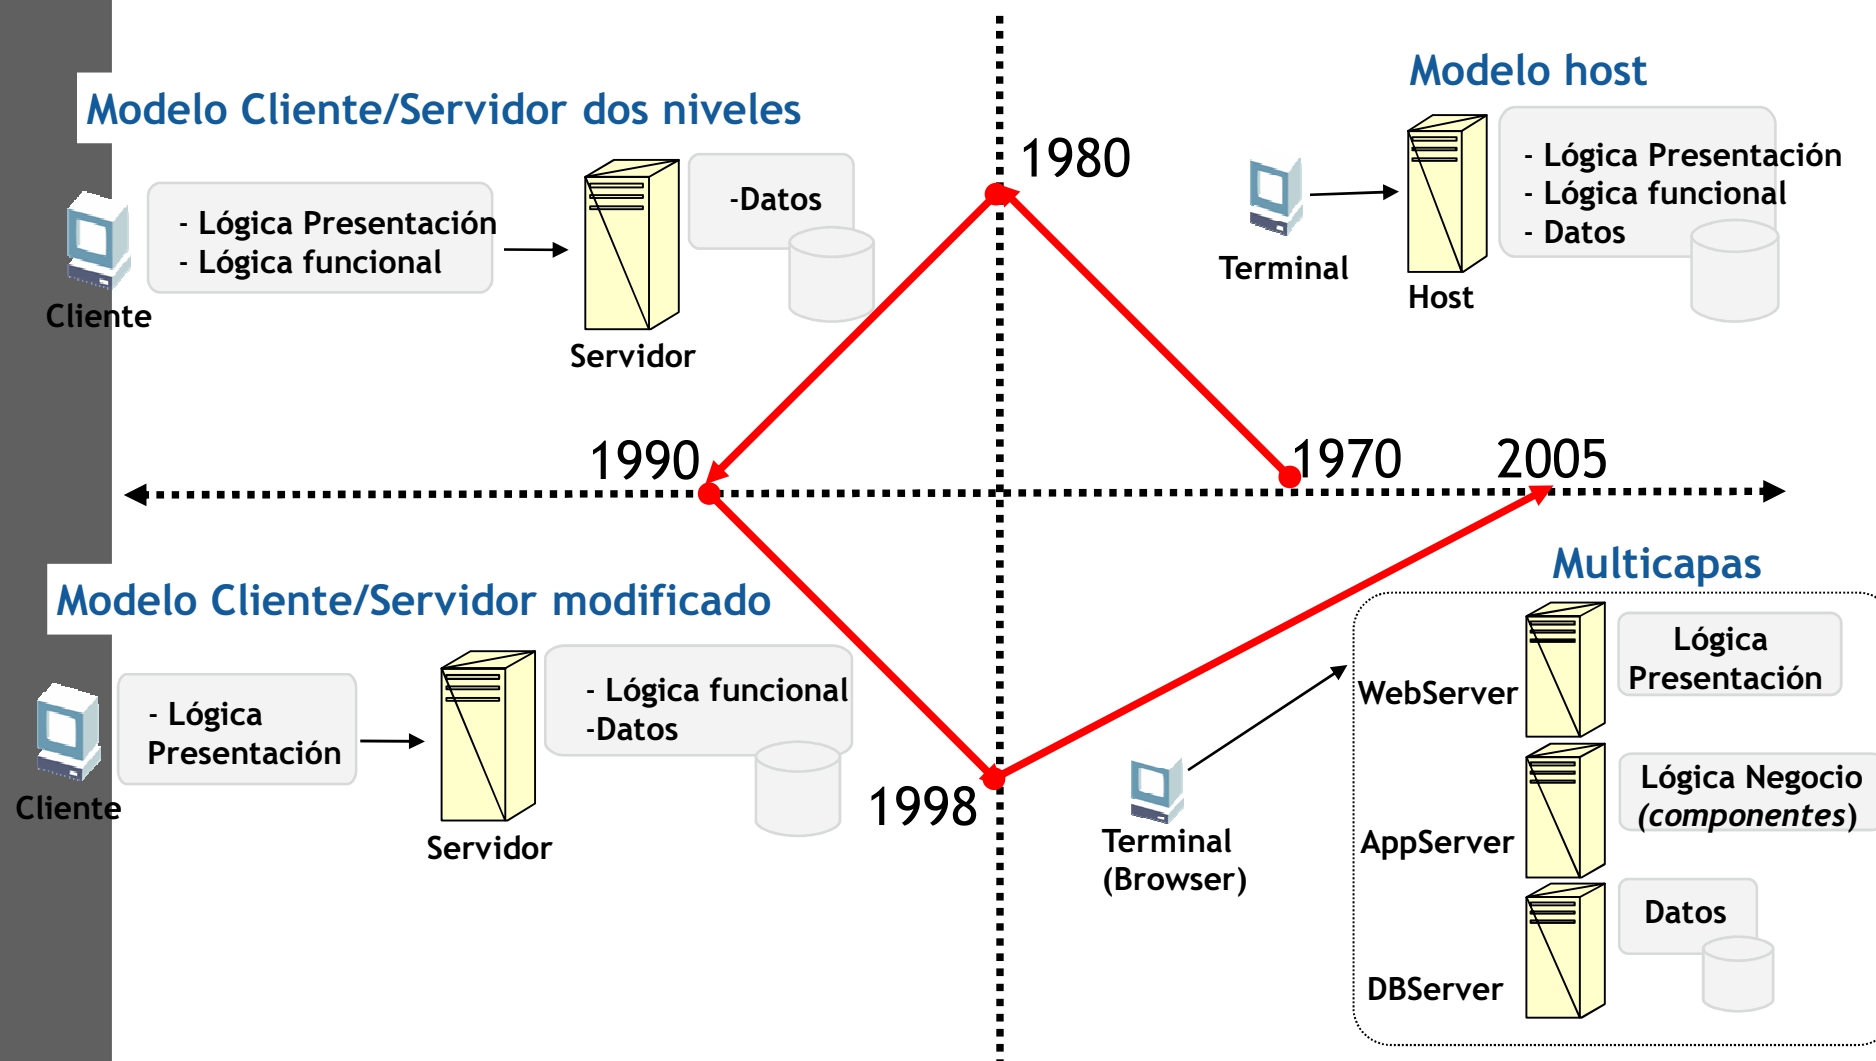 Modelo Cliente/Servidor dos niveles
- Lógica Presentación
- Lógica funcional
Cliente
-Datos
Servidor
Modelo host
1980
- Lógica Presentación
- Lógica funcional
- Datos
Terminal
Host
1990
1970
2005
Modelo Cliente/Servidor modificado
- Lógica
Presentación
Cliente
- Lógica funcional
-Datos
Servidor
1998
Multicapas
Lógica
Presentación
WebServer
Lógica Negocio
(componentes)
AppServer
Terminal
(Browser)
Datos
DBServer